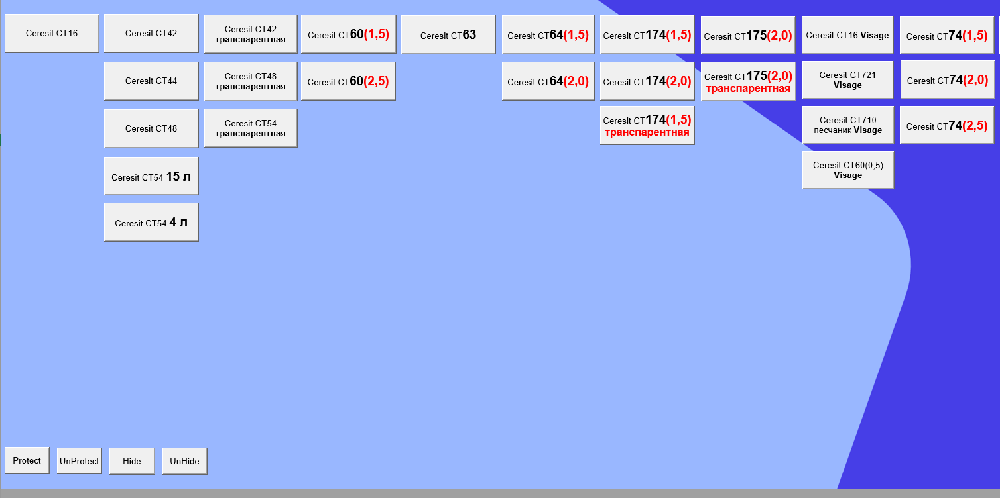 Ceresit CT16
Ceresit CT42
Ceresit CT42
транспарентная
Ceresit CT60(1,5)
Ceresit CT63
Ceresit CT64(1,5)
Ceresit CT174(1,5)
Ceresit CT175(2,0)
Ceresit CT16 Visage
Ceresit CT74(1,5)
Ceresit CT44
Ceresit CT48
транспарентная
Ceresit CT60(2,5)
Ceresit CT64(2,0)
Ceresit CT174(2,0)
Ceresit CT175(2,0)
транспарентная
Ceresit CT721
Visage
Ceresit CT74(2,0)
Ceresit CT48
Ceresit CT54
транспарентная
Ceresit CT174(1,5)
транспарентная
Ceresit CT710
песчаник Visage
Ceresit CT74(2,5)
Ceresit CT54 15 л
Ceresit CT60(0,5)
Visage
Ceresit CT54 4 л
Protect
UnProtect
Hide
UnHide